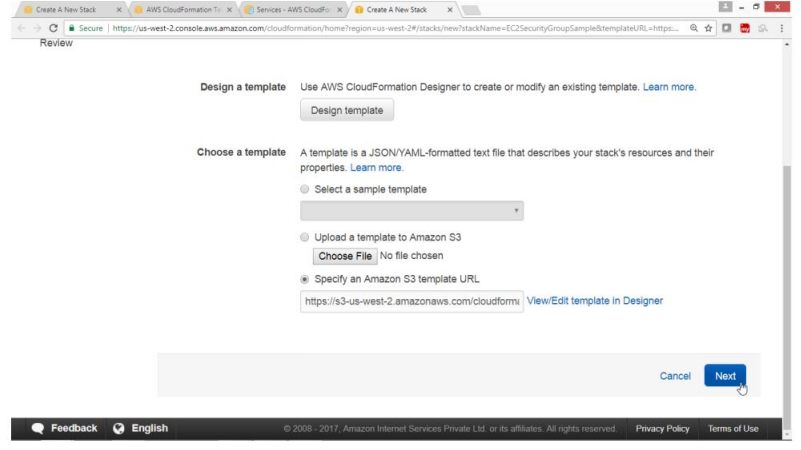 Create A New Stack
AWS CloudFormation Te
Services - AWS CloudFor
Create A New Stack
Secure | https://us-west-2.console.aws.amazon.com/cloudformation/home?region=us-west-2#/stacks/new?stackName=EC2SecurityGroupSample&templateURL=https:...
Review
Design a template Use AWS CloudFormation Designer to create or modify an existing template. Learn more.
Design template
Choose a template A template is a JSON/YAML-formatted text file that describes your stack's resources and their
properties. Learn more.
Select a sample template
Upload a template to Amazon S3
Choose File No file chosen
Specify an Amazon S3 template URL
https://s3-us-west-2.amazonaws.com/cloudforma View/Edit template in Designer
Cancel Next
Feedback English © 2008 - 2017, Amazon Internet Services Private Ltd. or its affiliates. All rights reserved. Privacy Policy Terms of Use